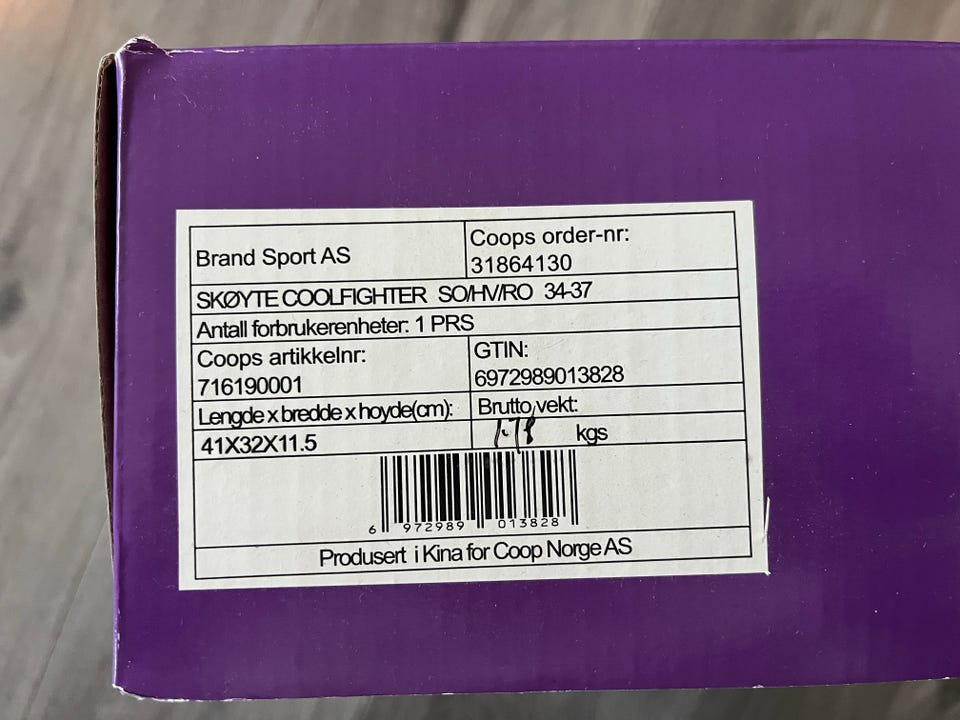 Brand Sport AS
Coops order-nr:
31864130
SKØYTE COOLFIGHTER SO/HV/RO 34-37
Antall forbrukerenheter: 1 PRS
Coops artikkelnr:
716190001
GTIN:
6972989013828
Lengde x bredde x hoyde(cm):
41X32X11.5
Brutto vekt:
1.78 kgs
6 972989 013828
Produsert i Kina for Coop Norge AS